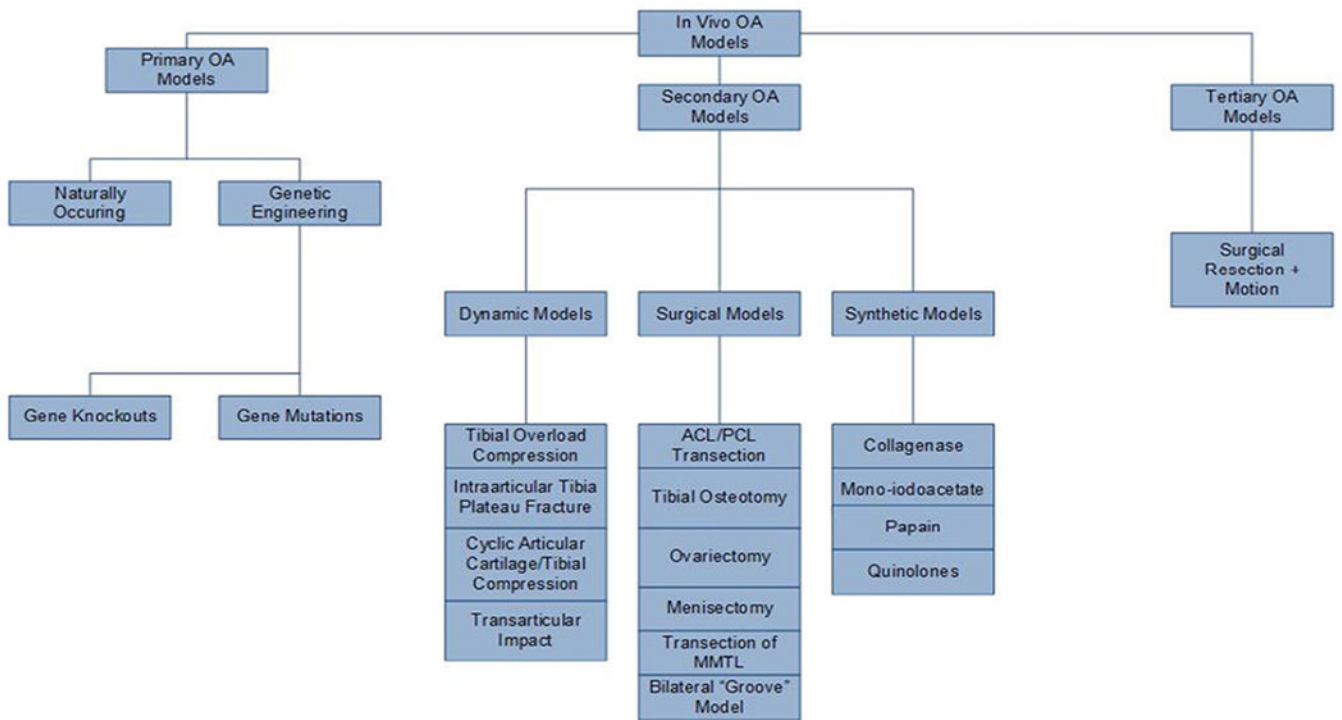 In Vivo OA
Models
Primary OA
Models
Secondary OA
Models
Tertiary OA
Models
Naturally
Occuring
Genetic
Engineering
Surgical
Resection +
Motion
Dynamic Models
Surgical Models
Synthetic Models
Gene Knockouts
Gene Mutations
Tibial Overload
Compression
Intraarticular Tibia
Plateau Fracture
Cyclic Articular
Cartilage/Tibial
Compression
Transarticular
Impact
ACL/PCL
Transection
Tibial Osteotomy
Ovariectomy
Menisectomy
Transection of
MMTL
Bilateral “Groove”
Model
Collagenase
Mono-iodoacetate
Papain
Quinolones